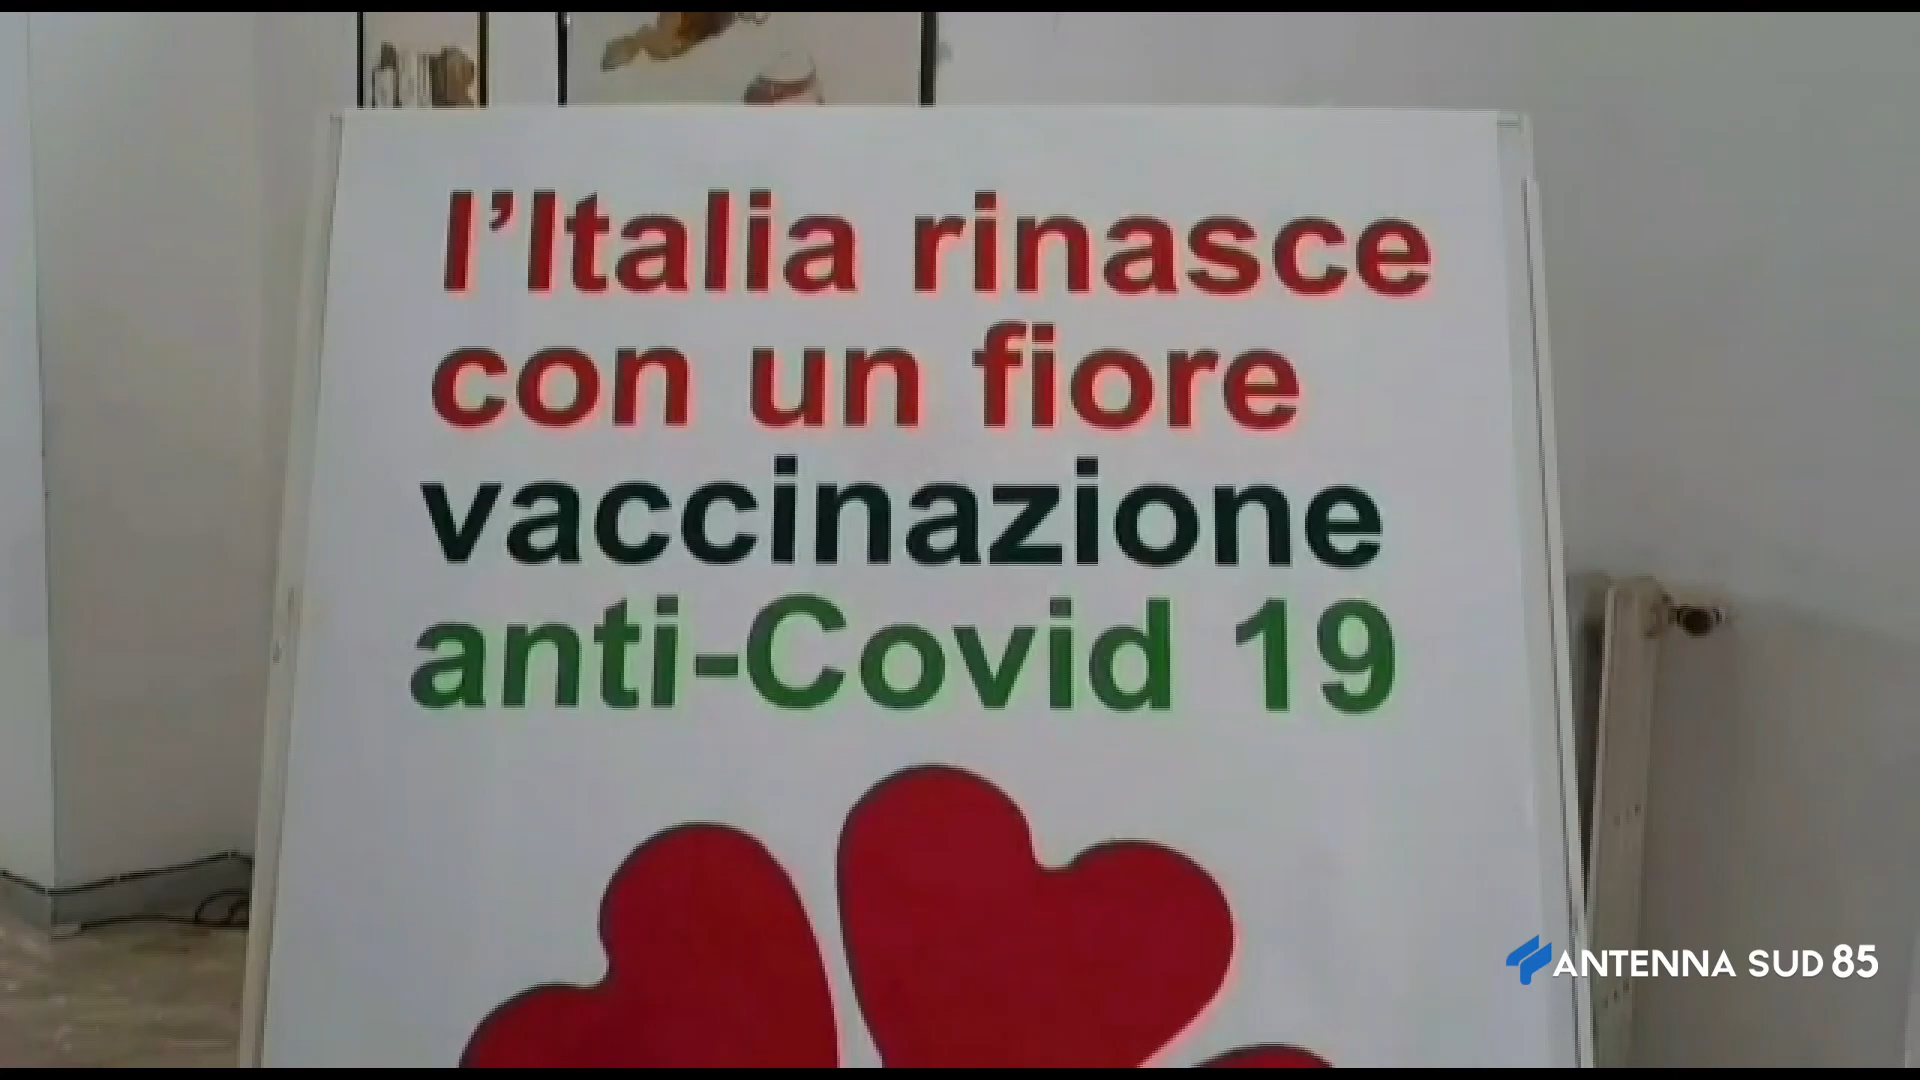 l'Italia rinasce
con un fiore
vaccinazione
anti-Covid 19
ANTENNA SUD 85